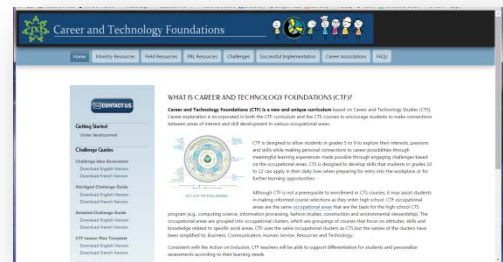 Career and Technology Foundations
Home
Ministry Resources
Field Resources
PBL Resources
Challenges
Successful Implementation
Career Associations
FAQs
CONTACT US
Getting Started
Under development
Challenge Guides
Challenge Idea Generation
Download English Version
Download French Version
Abridged Challenge Guide
Download English Version
Download French Version
Detailed Challenge Guide
Download English Version
Download French Version
CTF Lesson Plan Template
Download English Version
Download French Version
WHAT IS CAREER AND TECHNOLOGY FOUNDATIONS (CTF)?
Career and Technology Foundations (CTF) is a new and unique curriculum based on Career and Technology Studies (CTS).
Career exploration is incorporated in both the CTF curriculum and the CTS courses to encourage students to make connections
between areas of interest and skill development in various occupational areas.
CTF is designed to allow students in grades 5 to 9 to explore their interests, passions
and skills while making personal connections to career possibilities through
meaningful learning experiences made possible through engaging challenges based
on the occupational areas. CTS is designed to develop skills that students in grades 10
to 12 can apply in their daily lives when preparing for entry into the workplace or for
further learning opportunities.
Although CTF is not a prerequisite to enrollment in CTS courses, it may assist students
in making informed course selections as they enter high school. CTF occupational
areas are the same occupational areas that are the basis for the high school CTS
program (e.g., computing science, information processing, fashion studies, construction and environmental stewardship). The
occupational areas are grouped into occupational clusters, which are groupings of courses that focus on attitudes, skills and
knowledge related to specific work areas. CTF uses the same occupational clusters as CTS but the names of the clusters have
been simplified to: Business, Communication, Human Service, Resources and Technology.
Consistent with the Action on Inclusion, CTF teachers will be able to support differentiation for students and personalise
assessments according to their learning needs.